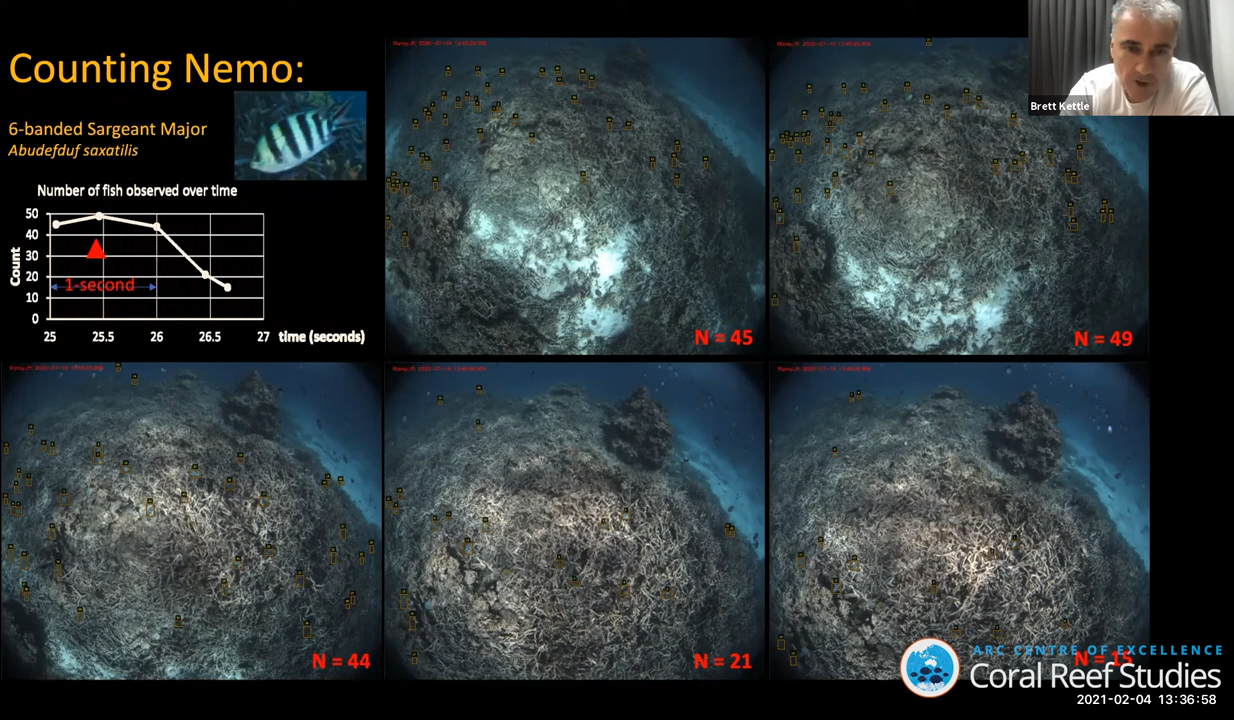 Counting Nemo:
6-banded Sargeant Major
Abudefduf saxatilis
Number of fish observed over time
50
40
30
20
10
0
Count
1-second
25 25.5 26 26.5 27 time (seconds)
N = 45
N = 49
N = 44
N = 21
N = 15
Brett Kettle
ARC CENTRE OF EXCELLENCE
Coral Reef Studies
2021-02-04 13:36:58